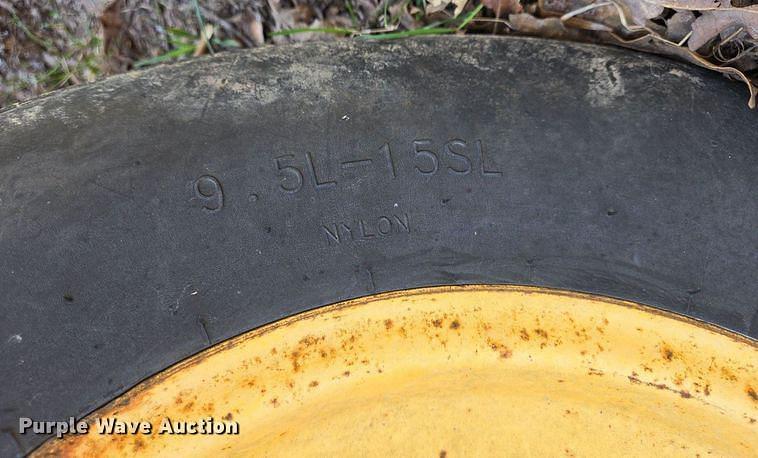 9.5L-15SL
NYLON
Purple Wave Auction